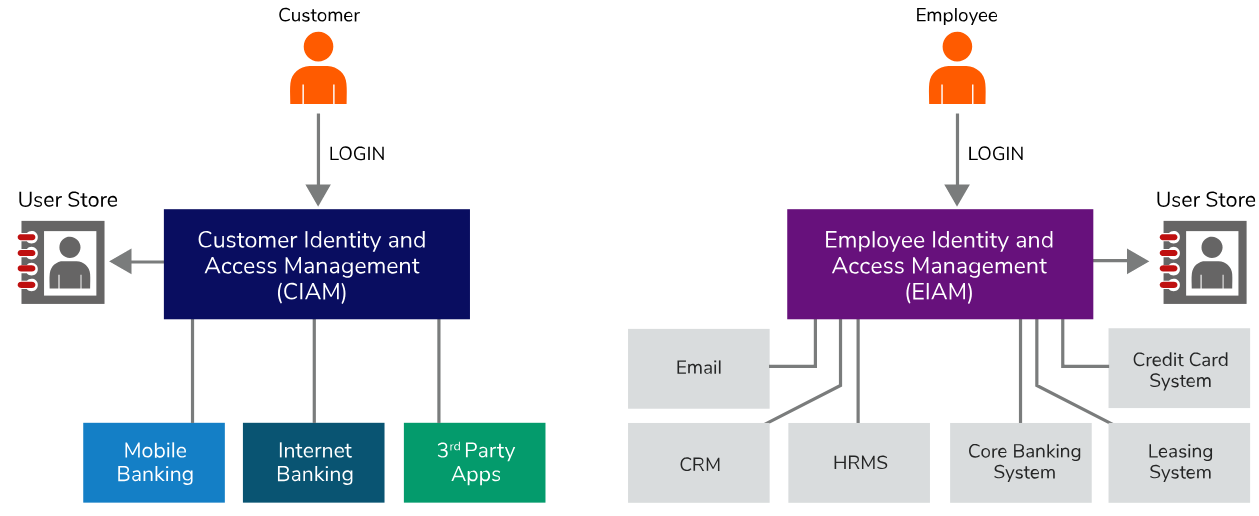 Customer
LOGIN
User Store
Customer Identity and
Access Management
(CIAM)
Mobile
Banking
Internet
Banking
3rd Party
Apps
Employee
LOGIN
User Store
Employee Identity and
Access Management
(EIAM)
Email
Credit Card
System
CRM
HRMS
Core Banking
System
Leasing
System